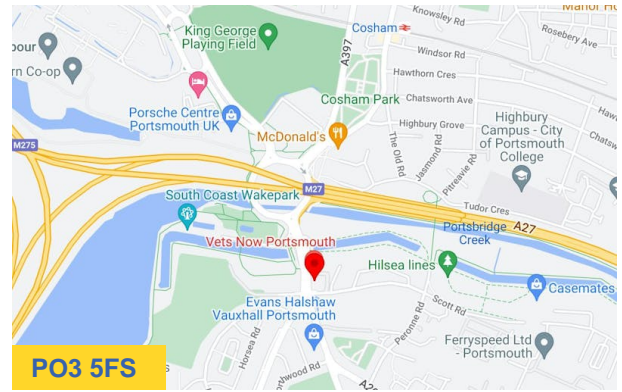 Knowsley Rd
Manor Ho
Rosebery Ave
King George
Playing Field
Cosham
bour
rn Co-op
A397
Windsor Rd
Hawthorn Cres
Cosham Park
Chatsworth Ave
Porsche Centre
Portsmouth UK
McDonald's
Highbury Grove
Highbury
Campus - City
of Portsmouth
College
Chatswo
M275
The Old Rd
Jasmond Rd
Pitreavie Rd
M27
South Coast Wakepark
Tudor Cres
A27
Vets Now Portsmouth
Portsbridge
Creek
Hilsea lines
Casemates
Evans Halshaw
Vauxhall Portsmouth
Scott Rd
Horsea Rd
Peronne Rd
Ferryspeed Ltd
- Portsmouth
PO3 5FS